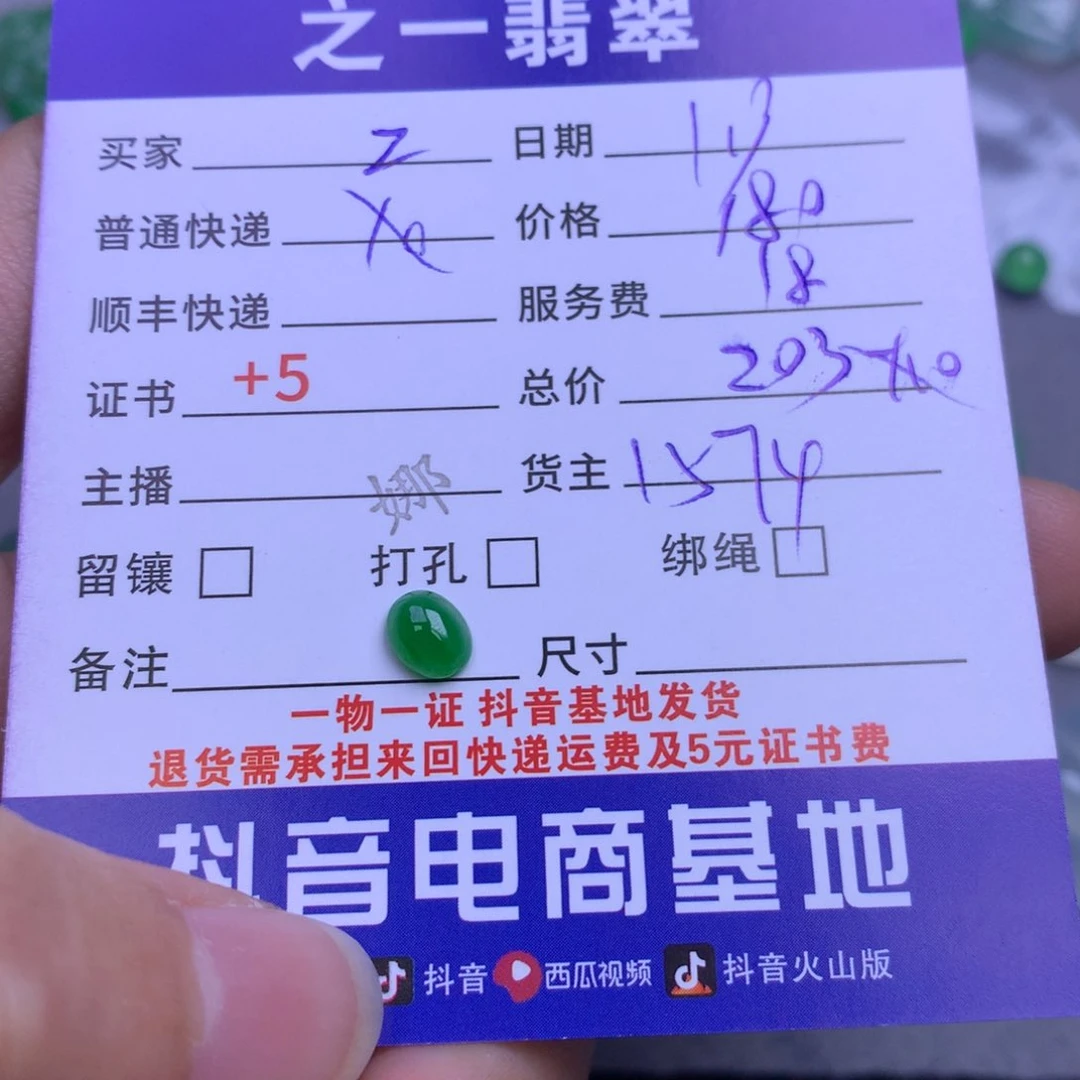 之一翡翠
买家 Z 日期
普通快递 价格 180
顺丰快递 服务费 18
证书 +5 总价 203
主播 娜 货主 1574
留镶 打孔 绑绳
备注 尺寸
一物一证 抖音基地发货
退货需承担来回快递运费及5元证书费
抖音电商基地
抖音 西瓜视频 抖音火山版